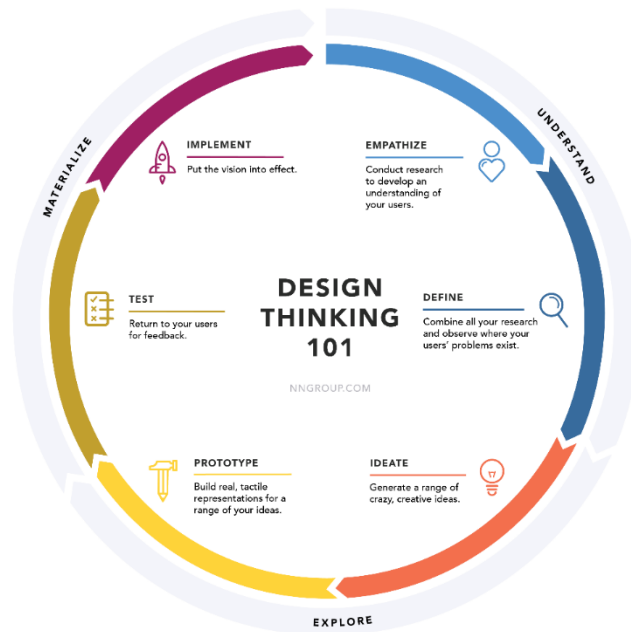 DESIGN
THINKING
101
NNGROUP.COM
UNDERSTAND
EMPATHIZE
Conduct research
to develop an
understanding of
your users.
DEFINE
Combine all your research
and observe where your
users' problems exist.
EXPLORE
IDEATE
Generate a range of
crazy, creative ideas.
PROTOTYPE
Build real, tactile
representations for a
range of your ideas.
MATERIALIZE
TEST
Return to your users
for feedback.
IMPLEMENT
Put the vision into effect.